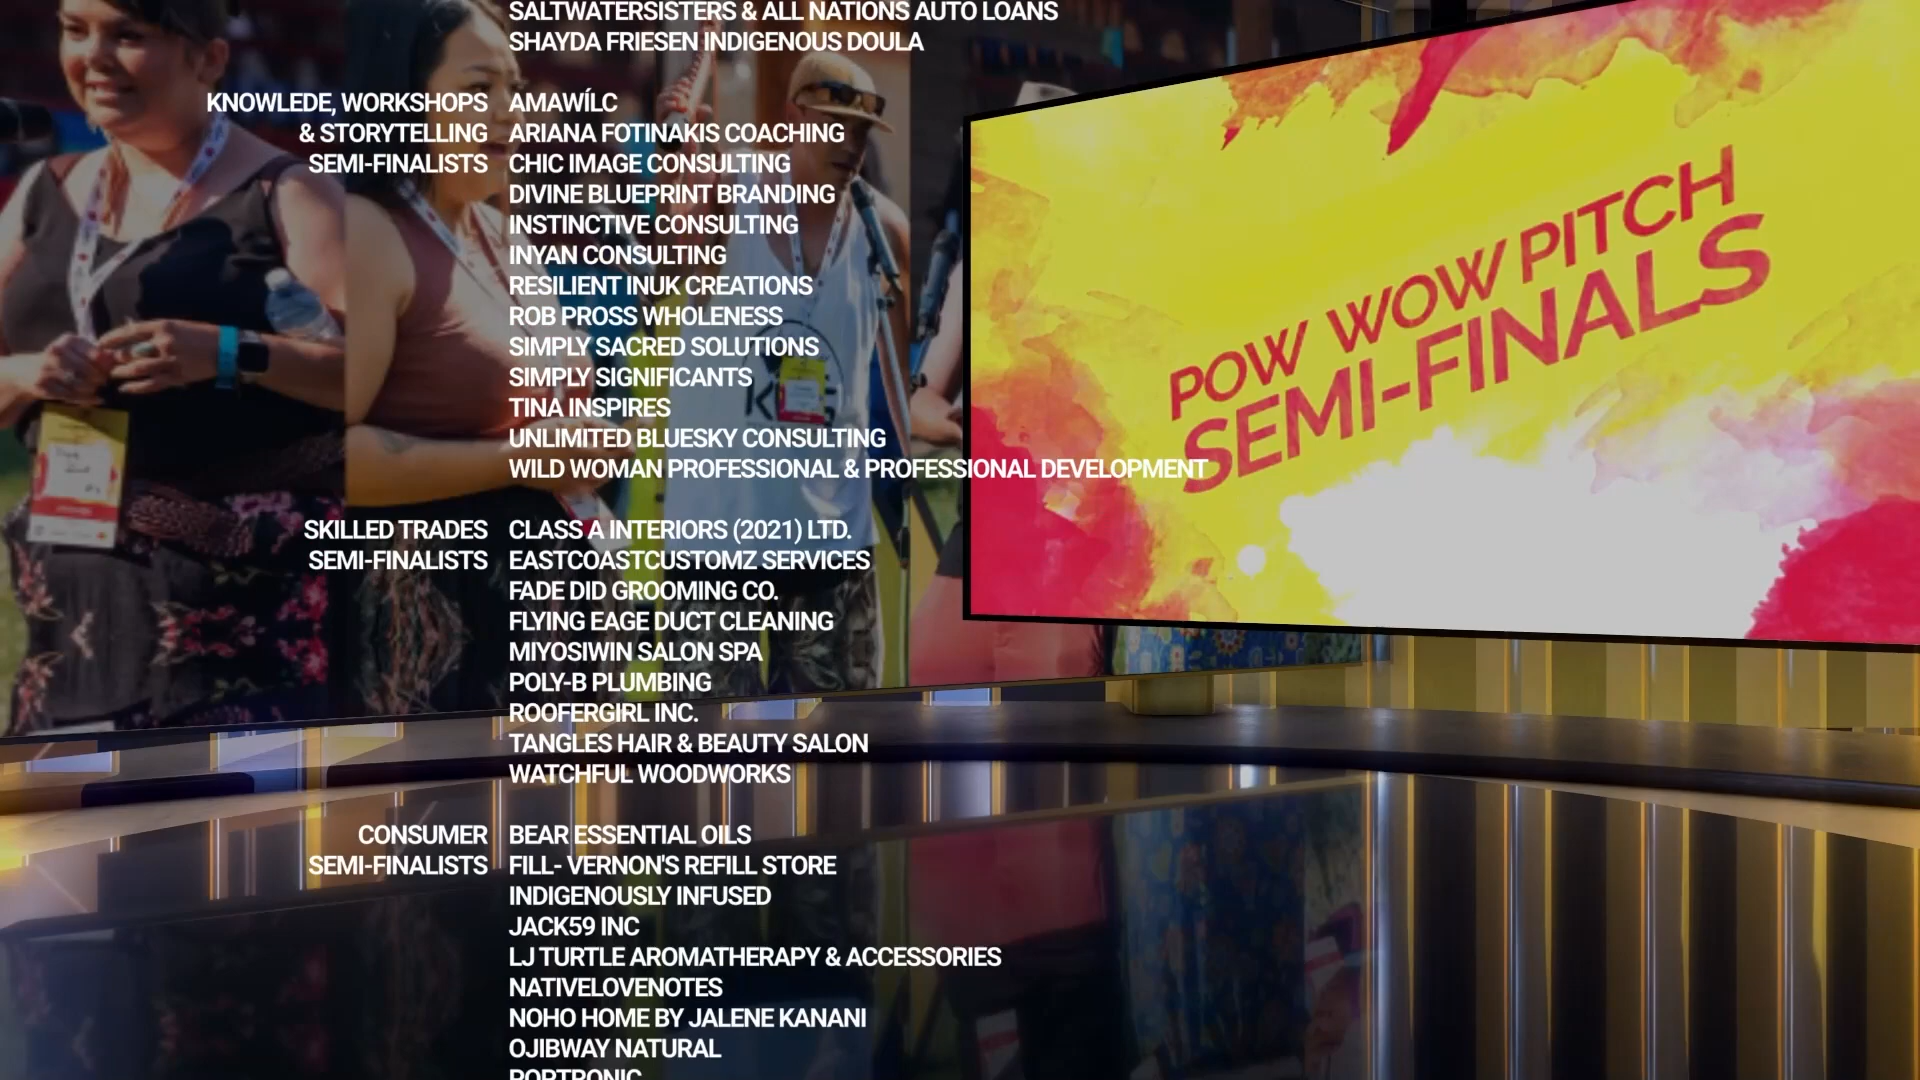 SALTWATERSISTERS & ALL NATIONS AUTO LOANS
SHAYDA FRIESEN INDIGENOUS DOULA
KNOWLEDE, WORKSHOPS
& STORYTELLING
SEMI-FINALISTS
AMAWÍLC
ARIANA FOTINAKIS COACHING
CHIC IMAGE CONSULTING
DIVINE BLUEPRINT BRANDING
INSTINCTIVE CONSULTING
INYAN CONSULTING
RESILIENT INUK CREATIONS
ROB PROSS WHOLENESS
SIMPLY SACRED SOLUTIONS
SIMPLY SIGNIFICANTS
TINA INSPIRES
UNLIMITED BLUESKY CONSULTING
WILD WOMAN PROFESSIONAL & PROFESSIONAL DEVELOPMENT
SKILLED TRADES
SEMI-FINALISTS
CLASS A INTERIORS (2021) LTD.
EASTCOASTCUSTOMZ SERVICES
FADE DID GROOMING CO.
FLYING EAGE DUCT CLEANING
MIYOSIWIN SALON SPA
POLY-B PLUMBING
ROOFERGIRL INC.
TANGLES HAIR & BEAUTY SALON
WATCHFUL WOODWORKS
CONSUMER
SEMI-FINALISTS
BEAR ESSENTIAL OILS
FILL- VERNON'S REFILL STORE
INDIGENOUSLY INFUSED
JACK59 INC
LJ TURTLE AROMATHERAPY & ACCESSORIES
NATIVELOVENOTES
NOHO HOME BY JALENE KANANI
OJIBWAY NATURAL
POW WOW PITCH
SEMI-FINALS